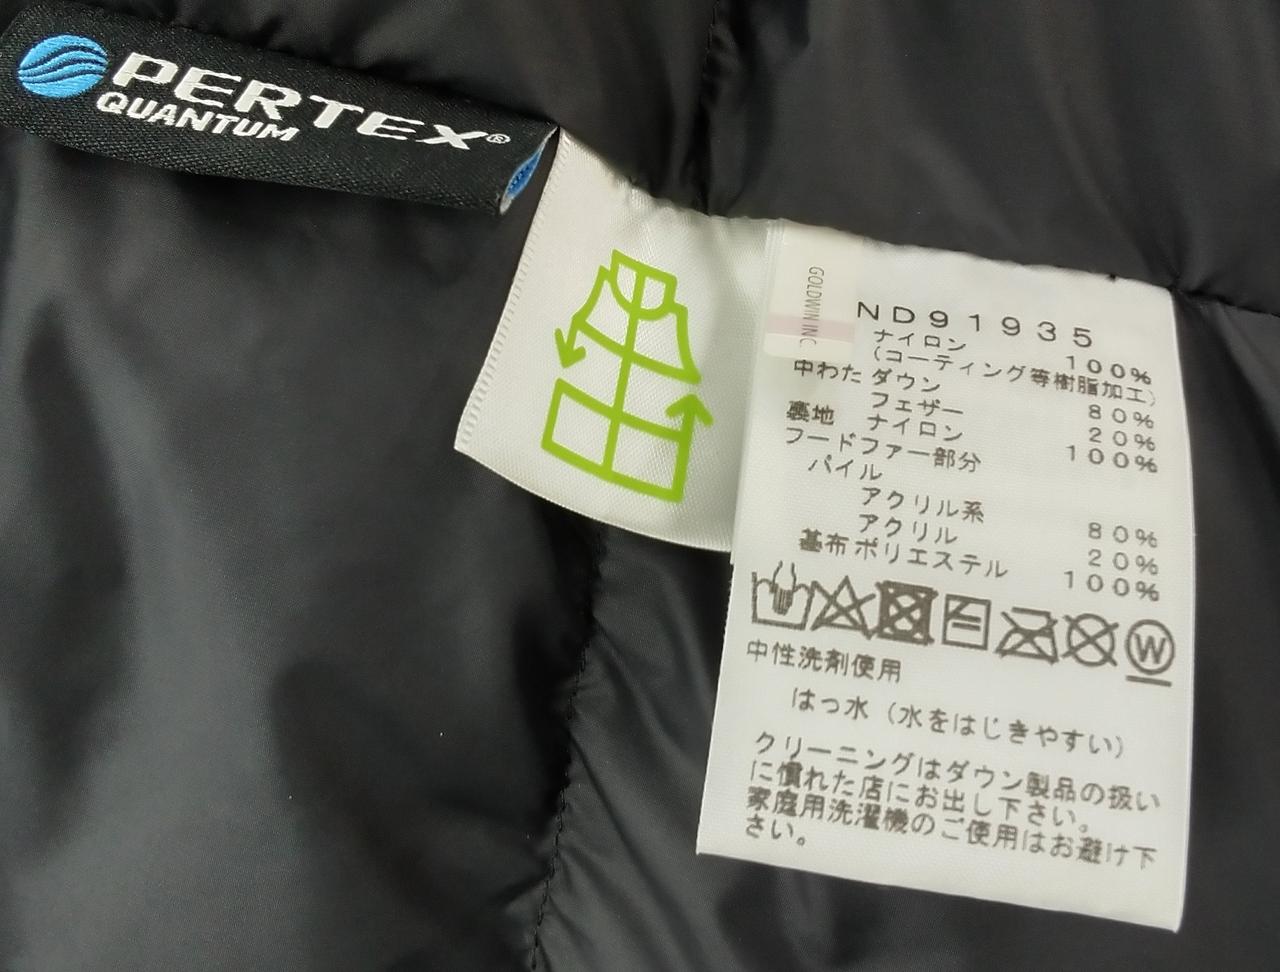 PERTEX®
QUANTUM
GOLDWIN INC.
ND91935
ナイロン 100%
(コーティング等樹脂加工)
中わた ダウン 80%
フェザー 20%
裏地 ナイロン 100%
フードファー部分
パイル
アクリル系 80%
アクリル 20%
基布 ポリエステル 100%
W
中性洗剤使用
はっ水(水をはじきやすい)
クリーニングはダウン製品の扱い
に慣れた店にお出し下さい。
家庭用洗濯機のご使用はお避け下
さい。